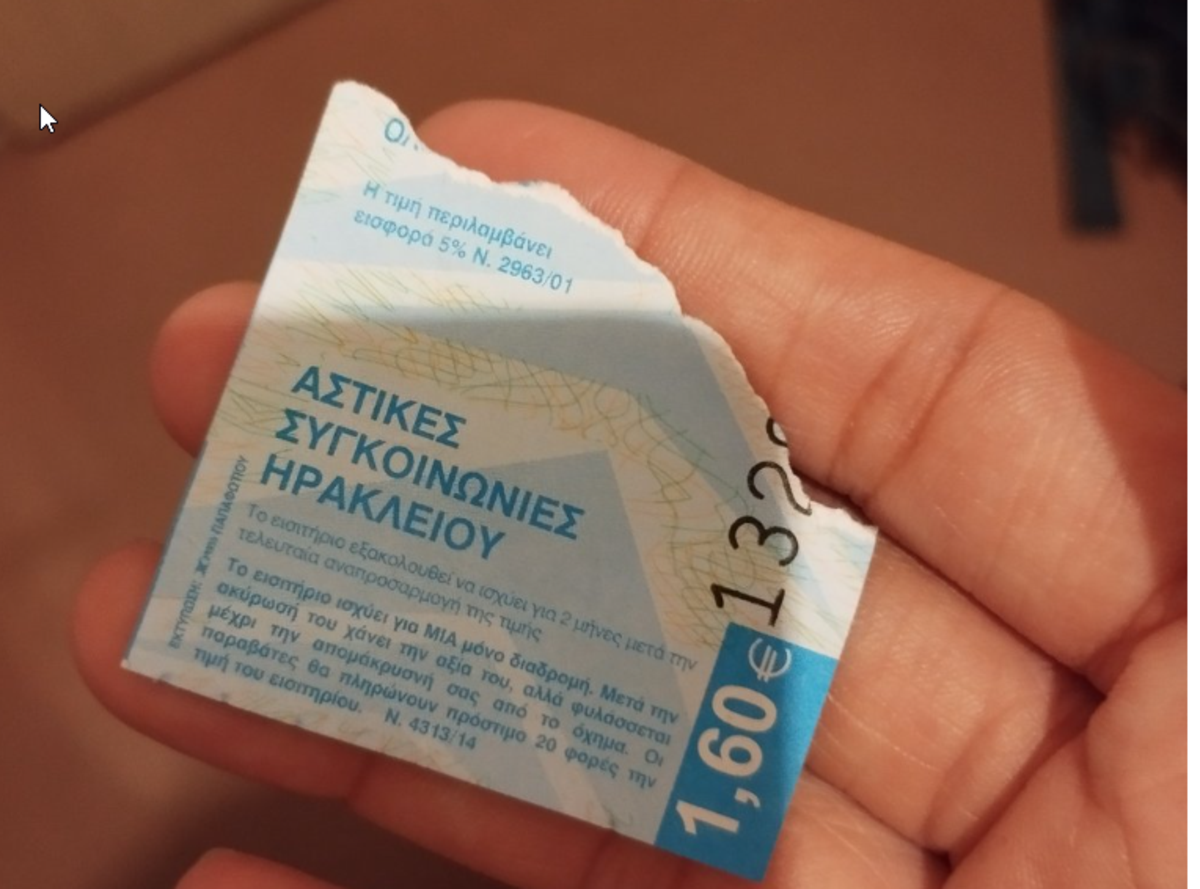 Η τιμή περιλαμβάνει
εισφορά 5% Ν. 2963/01
ΑΣΤΙΚΕΣ
ΣΥΓΚΟΙΝΩΝΙΕΣ
ΗΡΑΚΛΕΙΟΥ
Το εισιτήριο εξακολουθεί να ισχύει για 2 μήνες μετά την
τελευταία αναπροσαρμογή της τιμής
Το εισιτήριο ισχύει για ΜΙΑ μόνο διαδρομή. Μετά την
ακύρωσή του χάνει την αξία του, αλλά φυλάσσεται
μέχρι την απομάκρυνσή σας από το όχημα. Οι
παραβάτες θα πληρώνουν πρόστιμο 20 φορές την
τιμή του εισιτηρίου. Ν. 4313/14
ΕΚΤΥΠΩΣΗ: ΠΑΠΑΦΩΤΙΟΥ
1,60 €
132